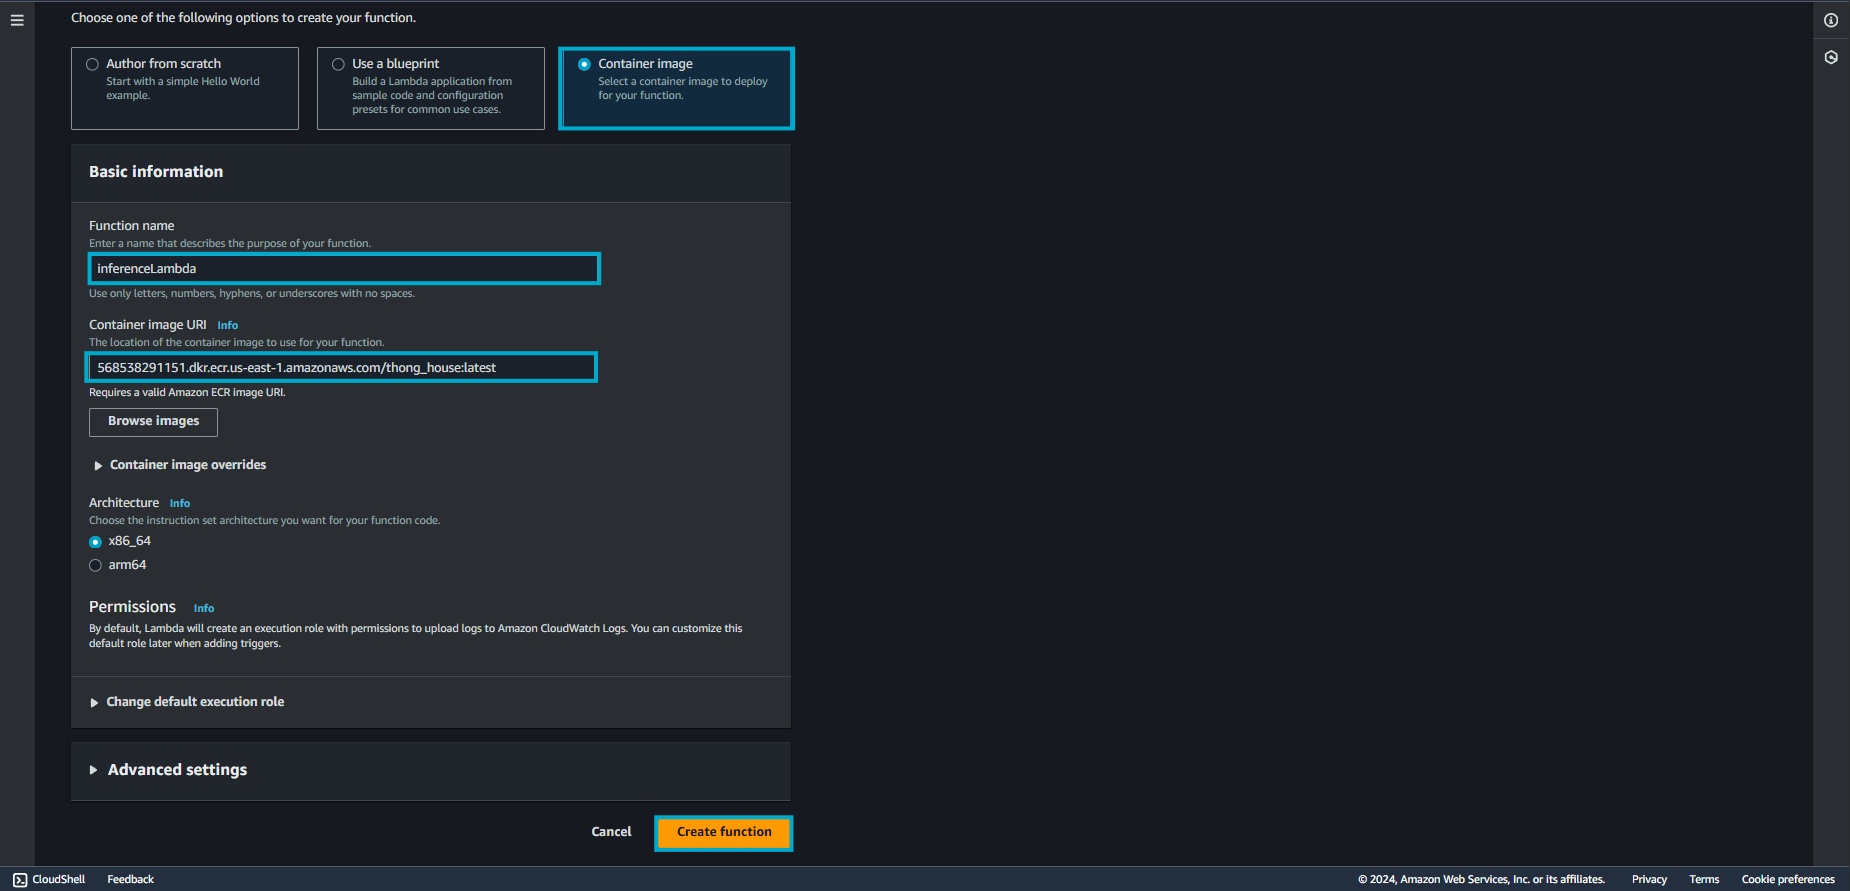 Choose one of the following options to create your function.
Author from scratch
Start with a simple Hello World
example.
Use a blueprint
Build a Lambda application from
sample code and configuration
presets for common use cases.
Container image
Select a container image to deploy
for your function.
Basic information
Function name
Enter a name that describes the purpose of your function.
inferenceLambda
Use only letters, numbers, hyphens, or underscores with no spaces.
Container image URI Info
The location of the container image to use for your function.
568538291151.dkr.ecr.us-east-1.amazonaws.com/thong_house:latest
Requires a valid Amazon ECR image URI.
Browse images
Container image overrides
Architecture Info
Choose the instruction set architecture you want for your function code.
x86_64
arm64
Permissions Info
By default, Lambda will create an execution role with permissions to upload logs to Amazon CloudWatch Logs. You can customize this
default role later when adding triggers.
Change default execution role
Advanced settings
Cancel Create function
CloudShell Feedback © 2024, Amazon Web Services, Inc. or its affiliates. Privacy Terms Cookie preferences